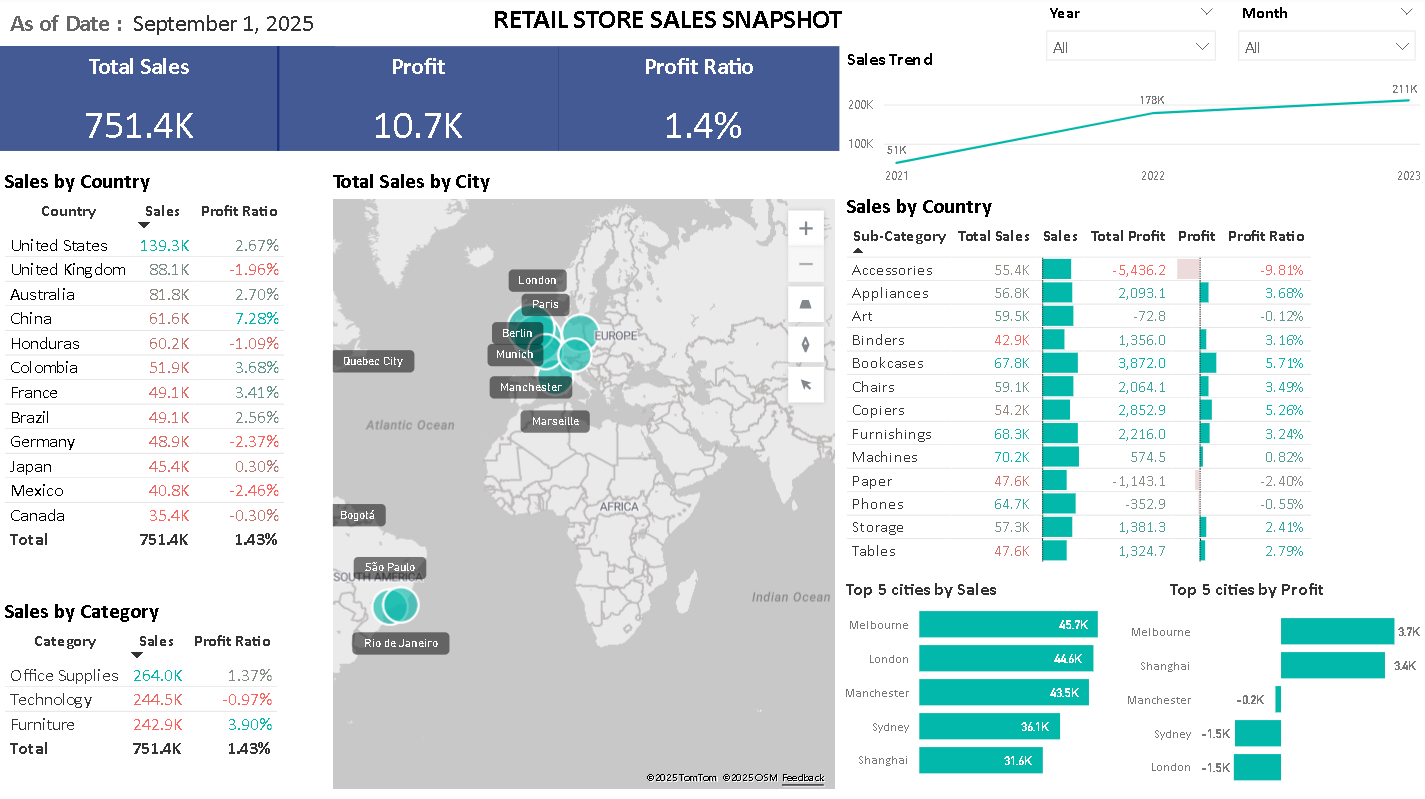 As of Date : September 1, 2025
RETAIL STORE SALES SNAPSHOT
Year
All
Month
All
Total Sales
751.4K
Profit
10.7K
Profit Ratio
1.4%
Sales Trend
200K
100K
51K
178K
211K
2021 2022 2023
Sales by Country
Country Sales Profit Ratio
United States 139.3K 2.67%
United Kingdom 88.1K -1.96%
Australia 81.8K 2.70%
China 61.6K 7.28%
Honduras 60.2K -1.09%
Colombia 51.9K 3.68%
France 49.1K 3.41%
Brazil 49.1K 2.56%
Germany 48.9K -2.37%
Japan 45.4K 0.30%
Mexico 40.8K -2.46%
Canada 35.4K -0.30%
Total 751.4K 1.43%
Sales by Category
Category Sales Profit Ratio
Office Supplies 264.0K 1.37%
Technology 244.5K -0.97%
Furniture 242.9K 3.90%
Total 751.4K 1.43%
Total Sales by City
London
Paris
Berlin
EUROPE
Munich
Quebec City
Manchester
Marseille
Atlantic Ocean
AFRICA
Bogotá
São Paulo
SOUTH AMERICA
Indian Ocean
Rio de Janeiro
©2025 TomTom ©2025 OSM Feedback
Sales by Country
Sub-Category Total Sales Sales Total Profit Profit Profit Ratio
Accessories 55.4K -5,436.2 -9.81%
Appliances 56.8K 2,093.1 3.68%
Art 59.5K -72.8 -0.12%
Binders 42.9K 1,356.0 3.16%
Bookcases 67.8K 3,872.0 5.71%
Chairs 59.1K 2,064.1 3.49%
Copiers 54.2K 2,852.9 5.26%
Furnishings 68.3K 2,216.0 3.24%
Machines 70.2K 574.5 0.82%
Paper 47.6K -1,143.1 -2.40%
Phones 64.7K -352.9 -0.55%
Storage 57.3K 1,381.3 2.41%
Tables 47.6K 1,324.7 2.79%
Top 5 cities by Sales
Melbourne 45.7K
London 44.6K
Manchester 43.5K
Sydney 36.1K
Shanghai 31.6K
Top 5 cities by Profit
Melbourne 3.7K
Shanghai 3.4K
Manchester -0.2K
Sydney -1.5K
London -1.5K